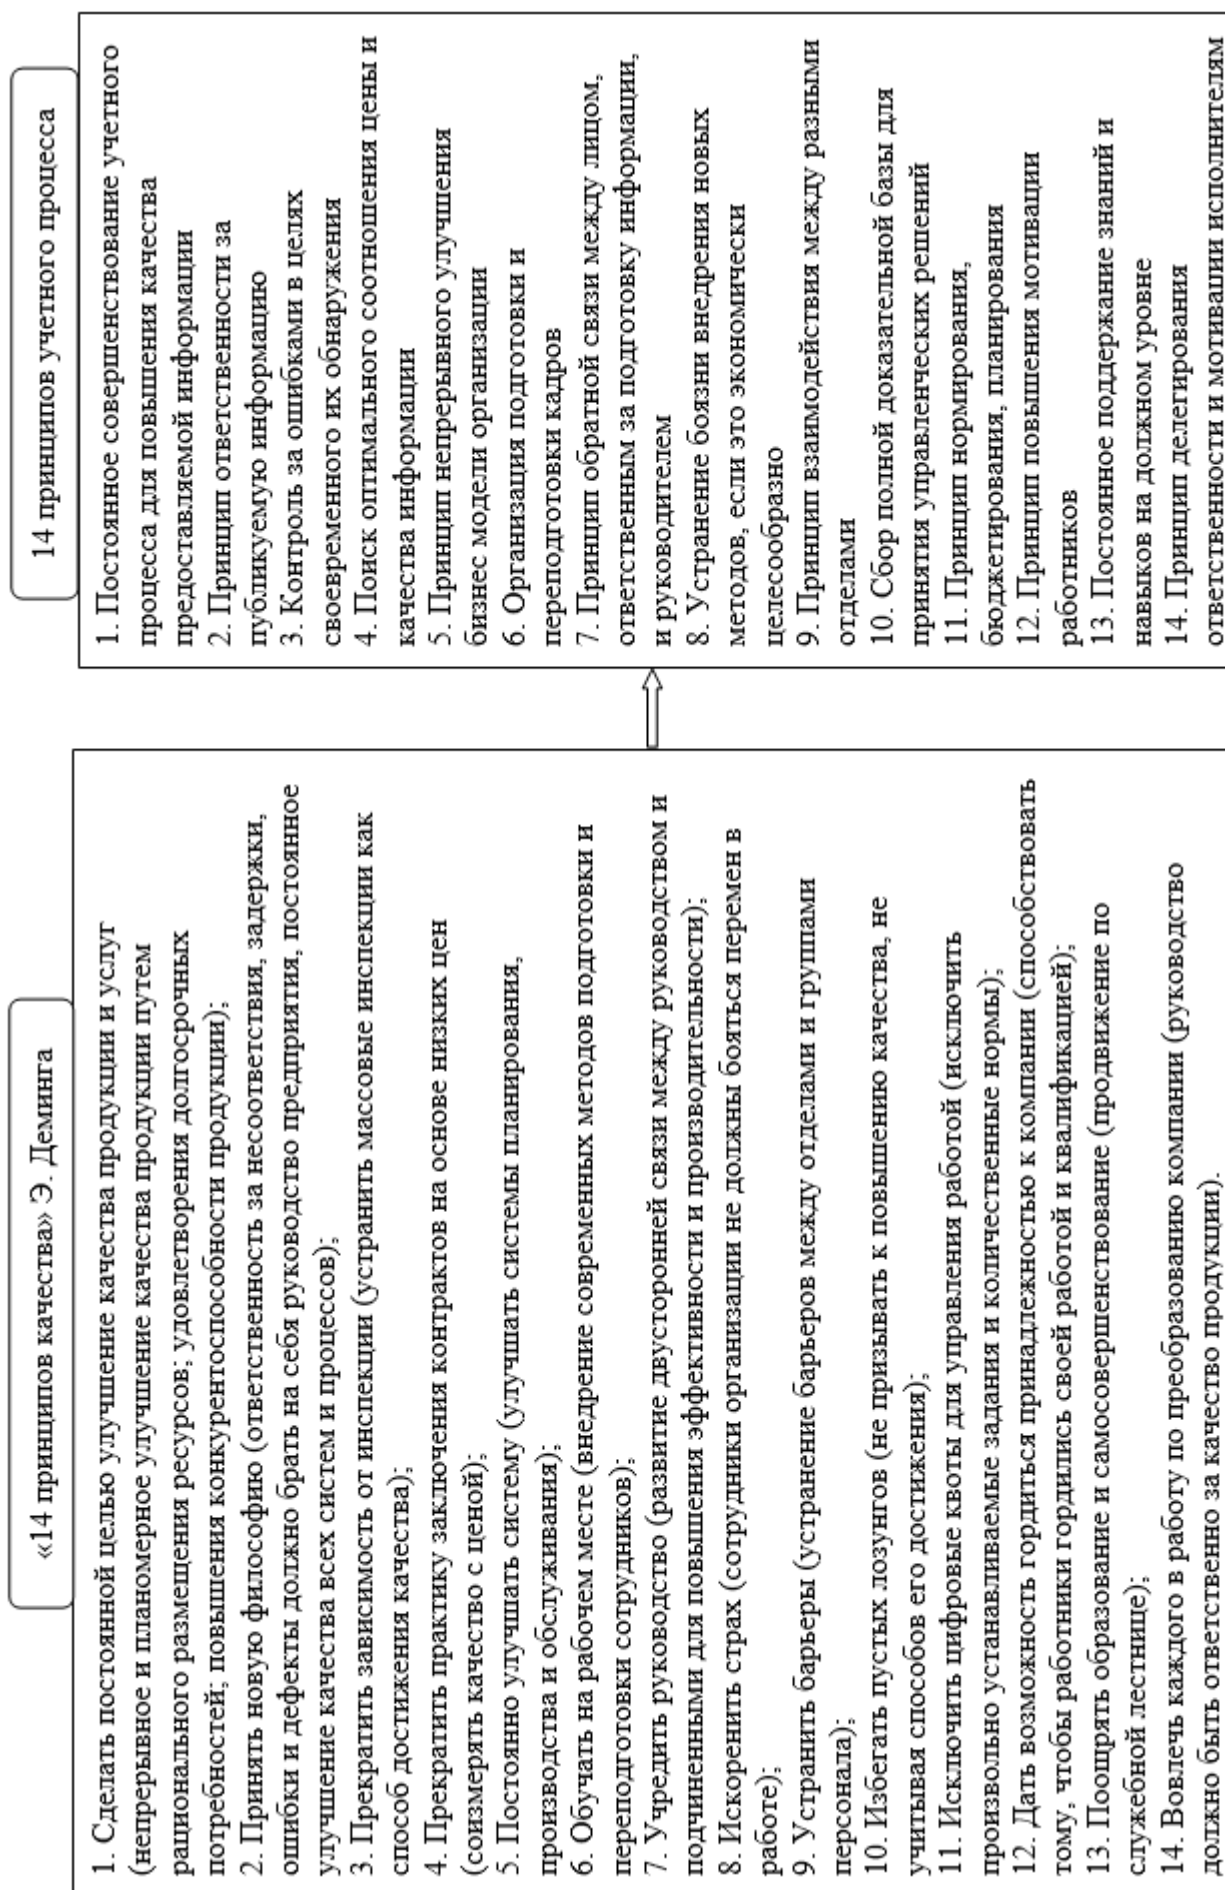 «14 принципов качества» Э. Деминга
1. Сделать постоянной целью улучшение качества продукции и услуг
(непрерывное и планомерное улучшение качества продукции путем
рационального размещения ресурсов; удовлетворения долгосрочных
потребностей; повышения конкурентоспособности продукции);
2. Принять новую философию (ответственность за несоответствия, задержки,
ошибки и дефекты должно брать на себя руководство предприятия, постоянное
улучшение качества всех систем и процессов);
3. Прекратить зависимость от инспекции (устранить массовые инспекции как
способ достижения качества);
4. Прекратить практику заключения контрактов на основе низких цен
(соизмерять качество с ценой);
5. Постоянно улучшать систему (улучшать системы планирования,
производства и обслуживания);
6. Обучать на рабочем месте (внедрение современных методов подготовки и
переподготовки сотрудников);
7. Учредить руководство (развитие двусторонней связи между руководством и
подчиненными для повышения эффективности и производительности);
8. Искоренить страх (сотрудники организации не должны бояться перемен в
работе);
9. Устранить барьеры (устранение барьеров между отделами и группами
персонала);
10. Избегать пустых лозунгов (не призывать к повышению качества, не
учитывая способов его достижения);
11. Исключить цифровые квоты для управления работой (исключить
произвольно устанавливаемые задания и количественные нормы);
12. Дать возможность гордиться принадлежностью к компании (способствовать
тому, чтобы работники гордились своей работой и квалификацией);
13. Поощрять образование и самосовершенствование (продвижение по
служебной лестнице);
14. Вовлечь каждого в работу по преобразованию компании (руководство
должно быть ответственно за качество продукции).
14 принципов учетного процесса
1. Постоянное совершенствование учетного
процесса для повышения качества
предоставляемой информации
2. Принцип ответственности за
публикуемую информацию
3. Контроль за ошибками в целях
своевременного их обнаружения
4. Поиск оптимального соотношения цены и
качества информации
5. Принцип непрерывного улучшения
бизнес модели организации
6. Организация подготовки и
переподготовки кадров
7. Принцип обратной связи между лицом,
ответственным за подготовку информации,
и руководителем
8. Устранение боязни внедрения новых
методов, если это экономически
целесообразно
9. Принцип взаимодействия между разными
отделами
10. Сбор полной доказательной базы для
принятия управленческих решений
11. Принцип нормирования,
бюджетирования, планирования
12. Принцип повышения мотивации
работников
13. Постоянное поддержание знаний и
навыков на должном уровне
14. Принцип делегирования
ответственности и мотивации исполнителям